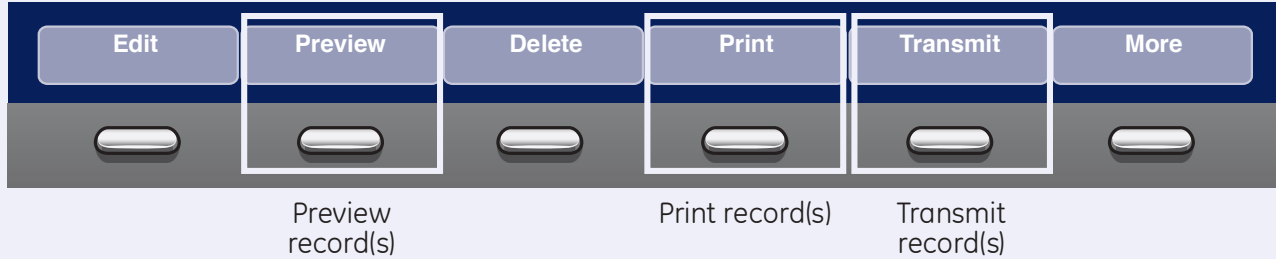 Edit Preview Delete Print Transmit More
Preview Print record(s) Transmit
record(s) record(s)